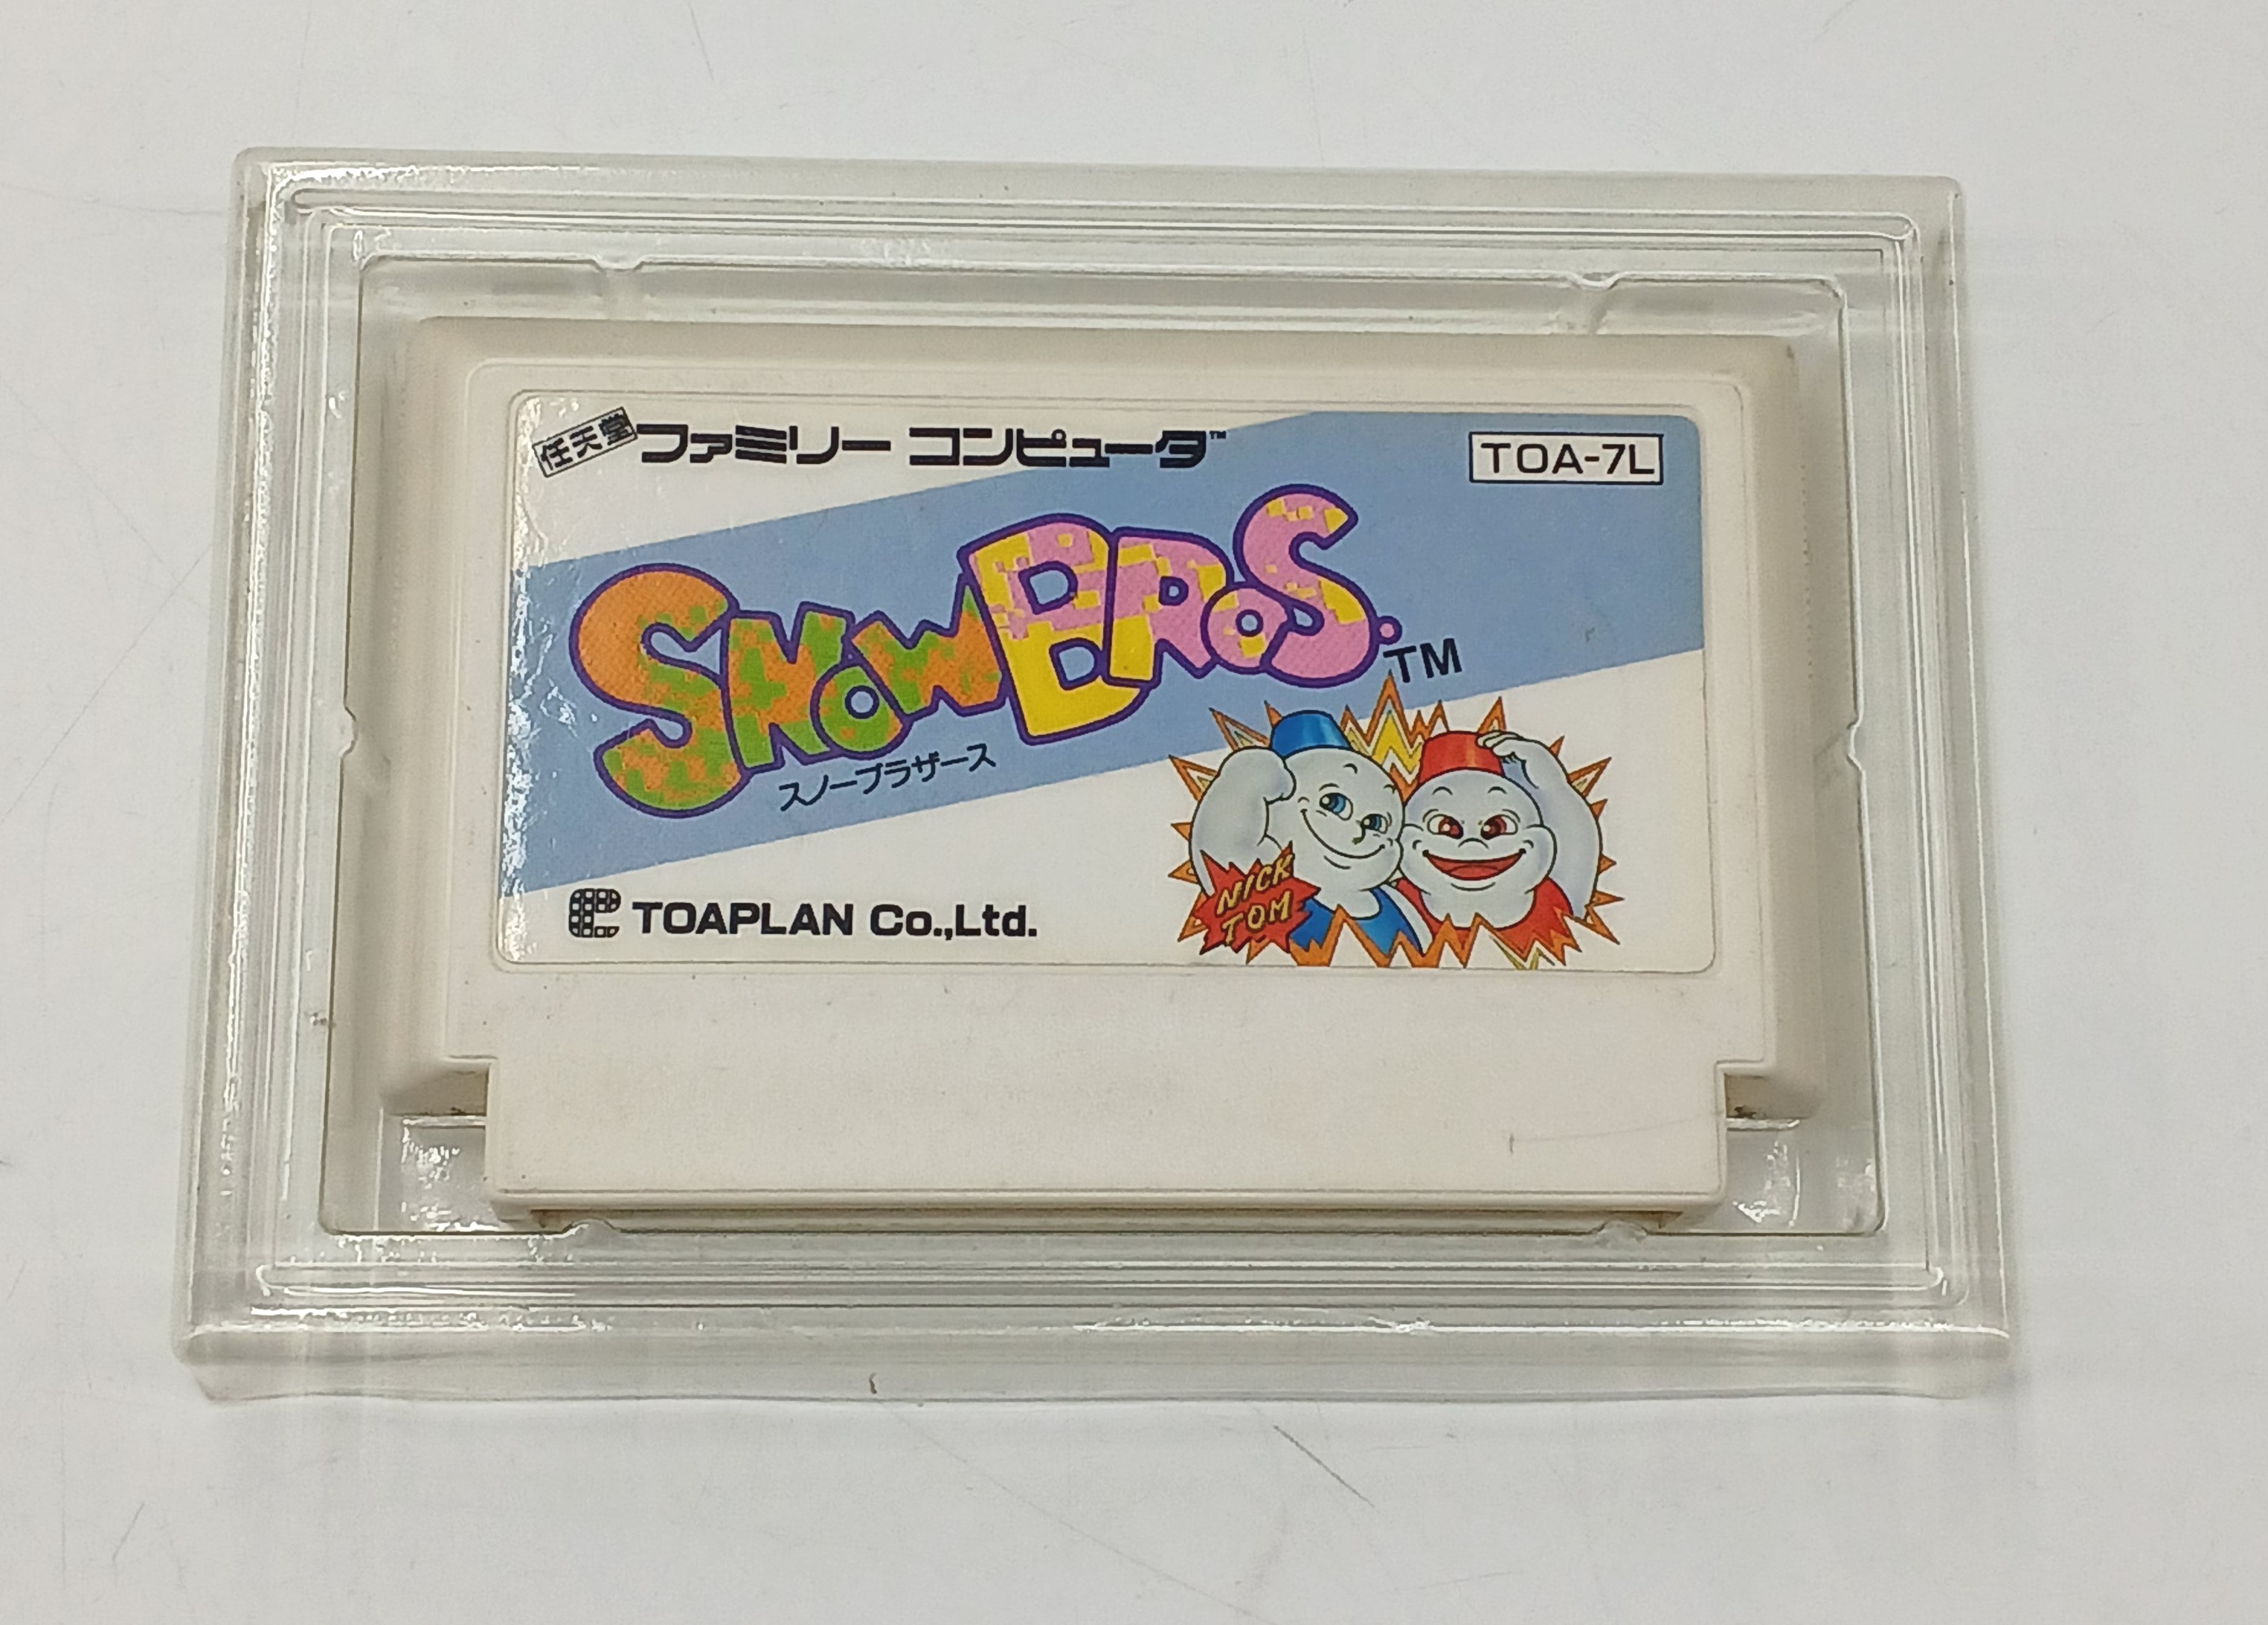 任天堂 ファミリー コンピュータ™
TOA-7L
SNOW BROS.™
スノーブラザース
NICK
TOM
TOAPLAN Co.,Ltd.